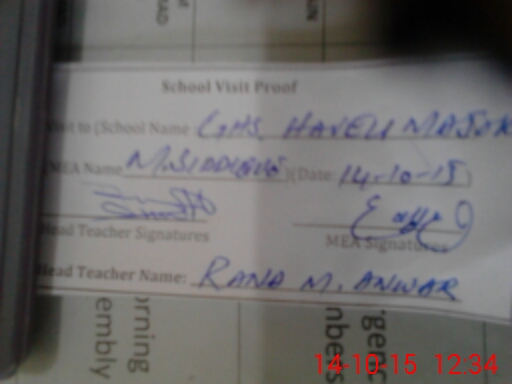 School Visit Proof
Visit to (School Name GHS, HAVELI MAJOR
(MEA Name M. SIDDIQUE )(Date: 14-10-15)
Head Teacher Signatures
MEA Signatures
Head Teacher Name: RANA M. ANWAR
orning
embly
14-10-15 12:34